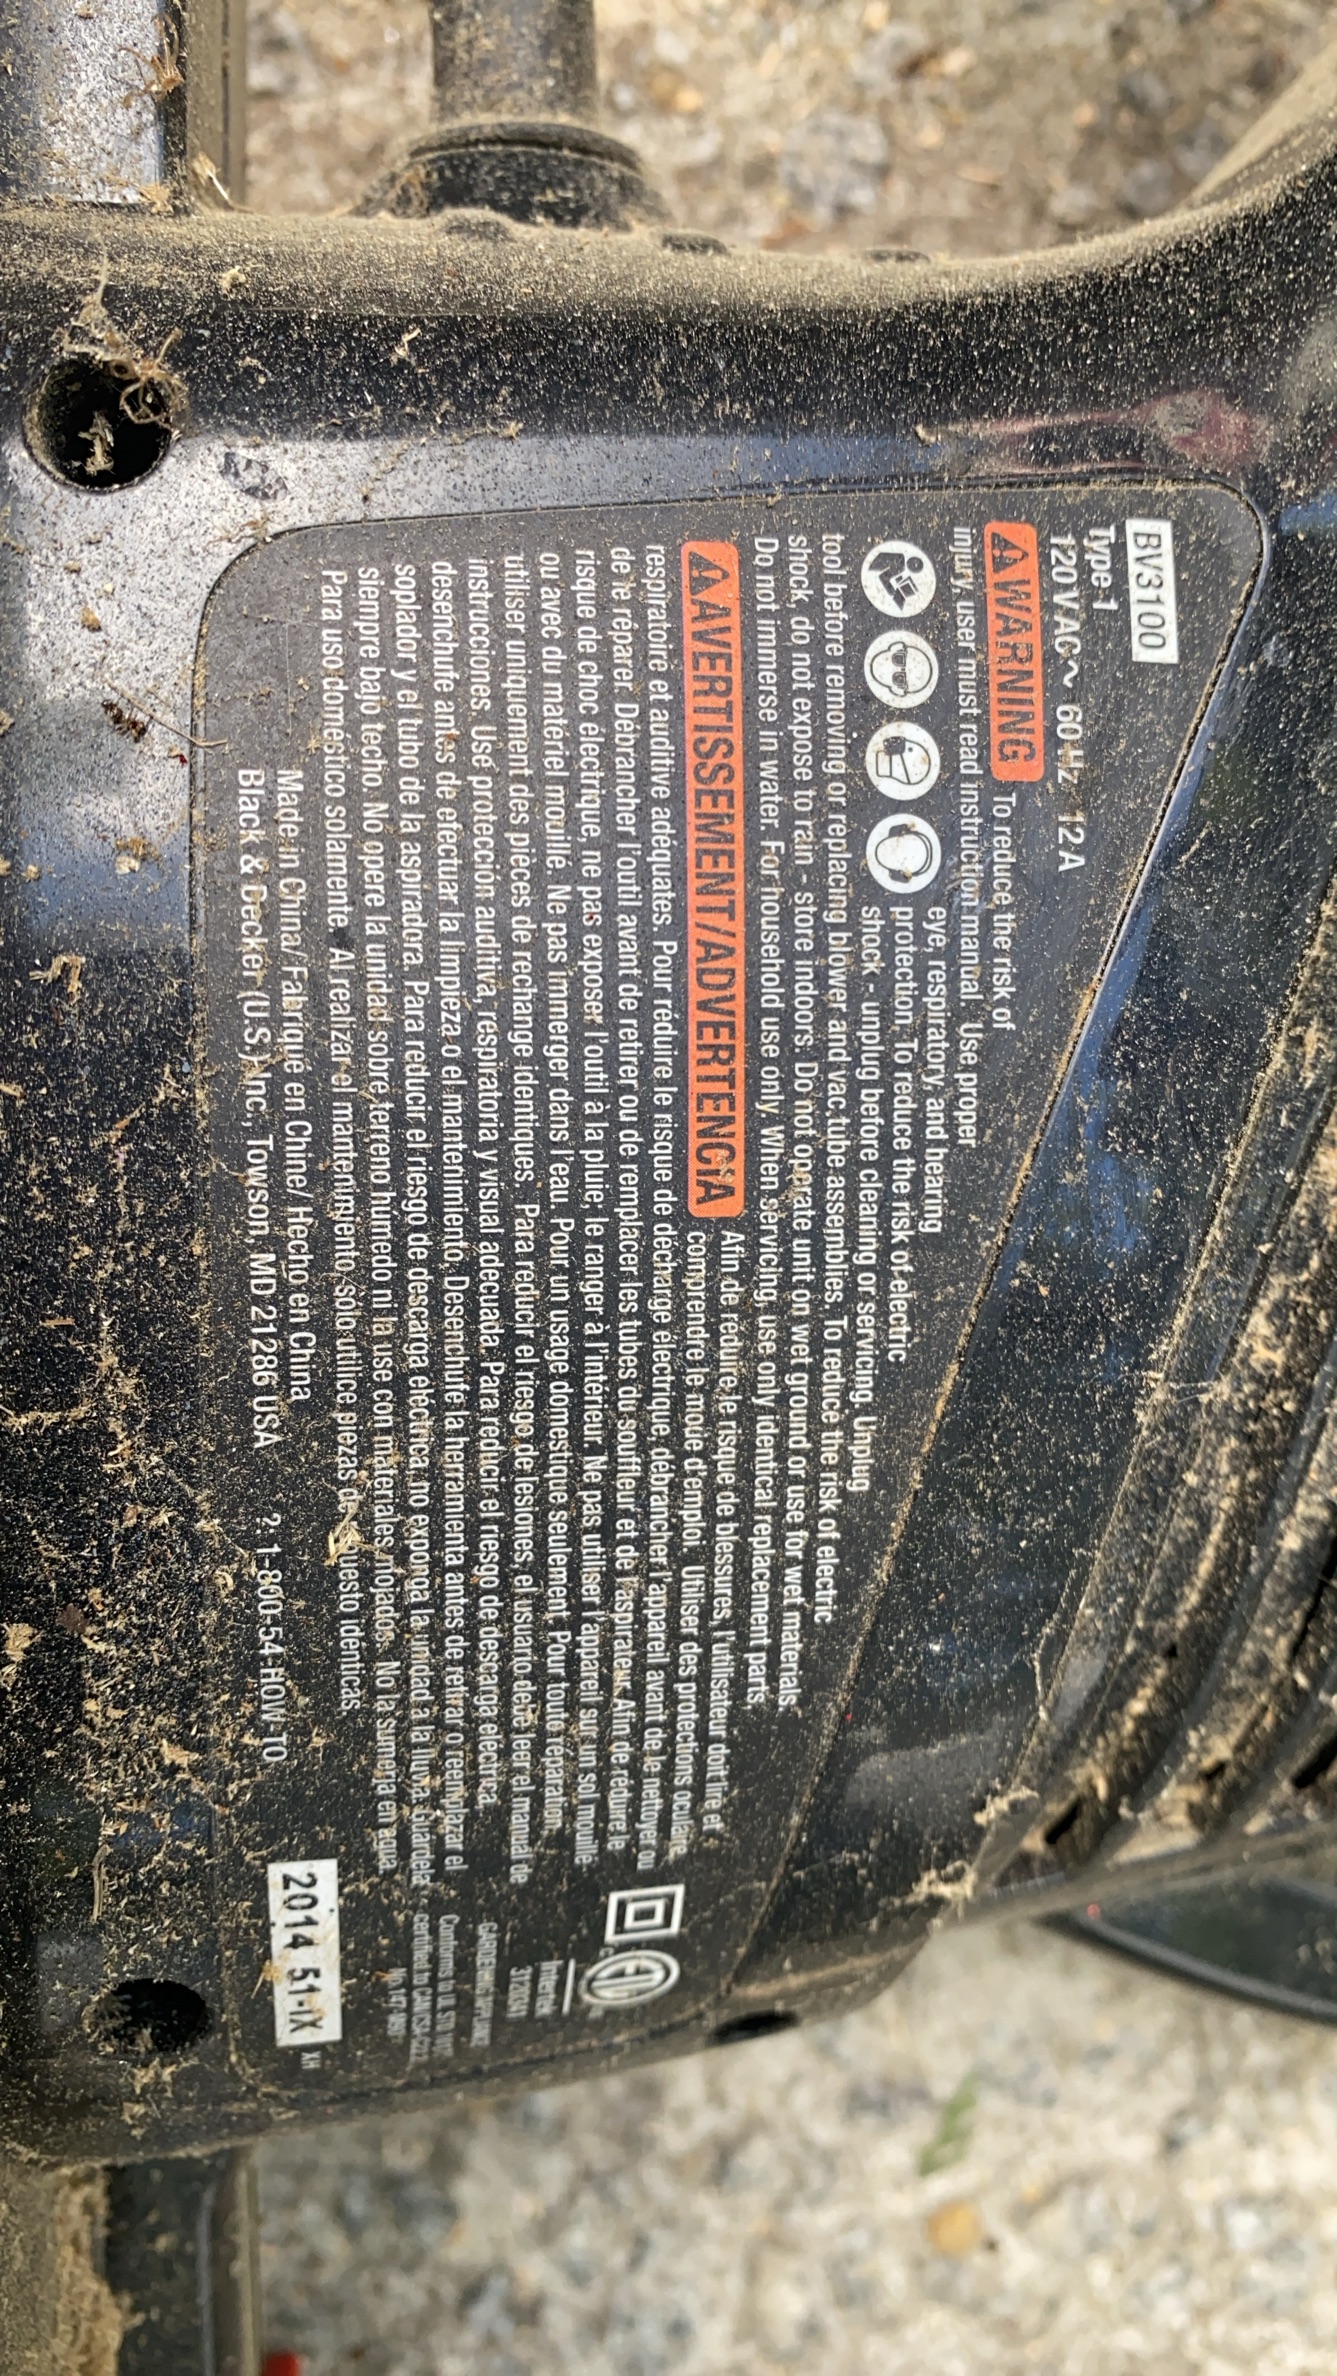 BV3100
Type 1
120 VAC~ 60 Hz 12 A
WARNING To reduce the risk of
injury, user must read instruction manual. Use proper
eye, respiratory, and hearing
protection. To reduce the risk of electric
shock - unplug before cleaning or servicing. Unplug
tool before removing or replacing blower and vac tube assemblies. To reduce the risk of electric
shock, do not expose to rain - store indoors. Do not operate unit on wet ground or use for wet materials.
Do not immerse in water. For household use only. When servicing, use only identical replacement parts.
AVERTISSEMENT/ADVERTENCIA Afin de réduire le risque de blessures, l'utilisateur doit lire et
comprendre le mode d'emploi. Utiliser des protections oculaire,
respiratoire et auditive adéquates. Pour réduire le risque de décharge électrique, débrancher l'appareil avant de le nettoyer ou
de le réparer. Débrancher l'outil avant de retirer ou de remplacer les tubes du souffleur et de l'aspirateur. Afin de réduire le
risque de choc électrique, ne pas exposer l'outil à la pluie; le ranger à l'intérieur. Ne pas utiliser l'appareil sur un sol mouillé
ou avec du matériel mouillé. Ne pas immerger dans l'eau. Pour un usage domestique seulement. Pour toute réparation,
utiliser uniquement des pièces de rechange identiques. Para reducir el riesgo de lesiones, el usuario debe leer el manual de
instrucciones. Use protección auditiva, respiratoria y visual adecuada. Para reducir el riesgo de descarga eléctrica,
desenchufe antes de efectuar la limpieza o el mantenimiento. Desenchufe la herramienta antes de retirar o reemplazar el
soplador y el tubo de la aspiradora. Para reducir el riesgo de descarga eléctrica, no exponga la unidad a la lluvia. Guárdela
siempre bajo techo. No opere la unidad sobre terreno húmedo ni la use con materiales mojados. No la sumerja en agua.
Para uso doméstico solamente. Al realizar el mantenimiento, sólo utilice piezas de repuesto idénticas.
Made in China/ Fabriqué en Chine/ Hecho en China
Black & Decker (U.S.) Inc., Towson, MD 21286 USA 2. 1-800-54-HOW-TO
2014 51-IX XH
ETL
C
Intertek
GARDENING APPLIANCE
Conforms to UL STD
certified to CAN/CSA-C22.2